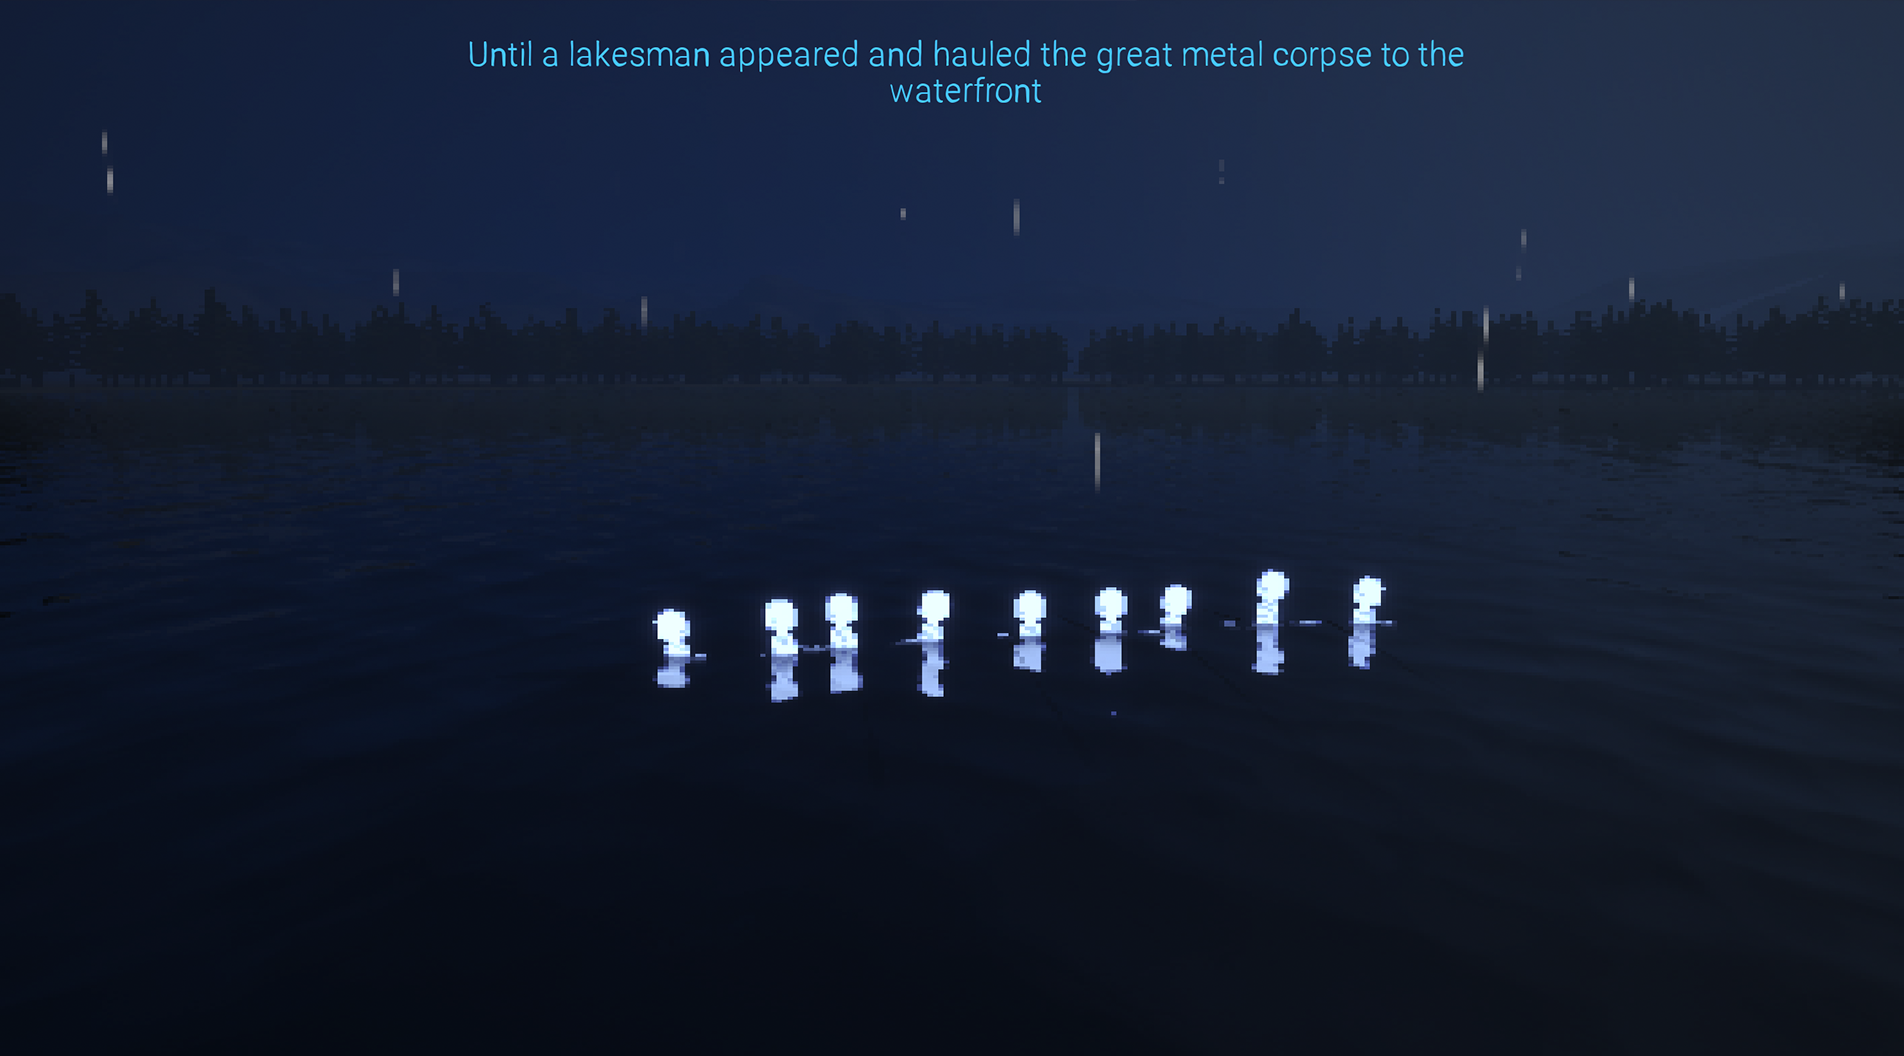 Until a lakesman appeared and hauled the great metal corpse to the
waterfront